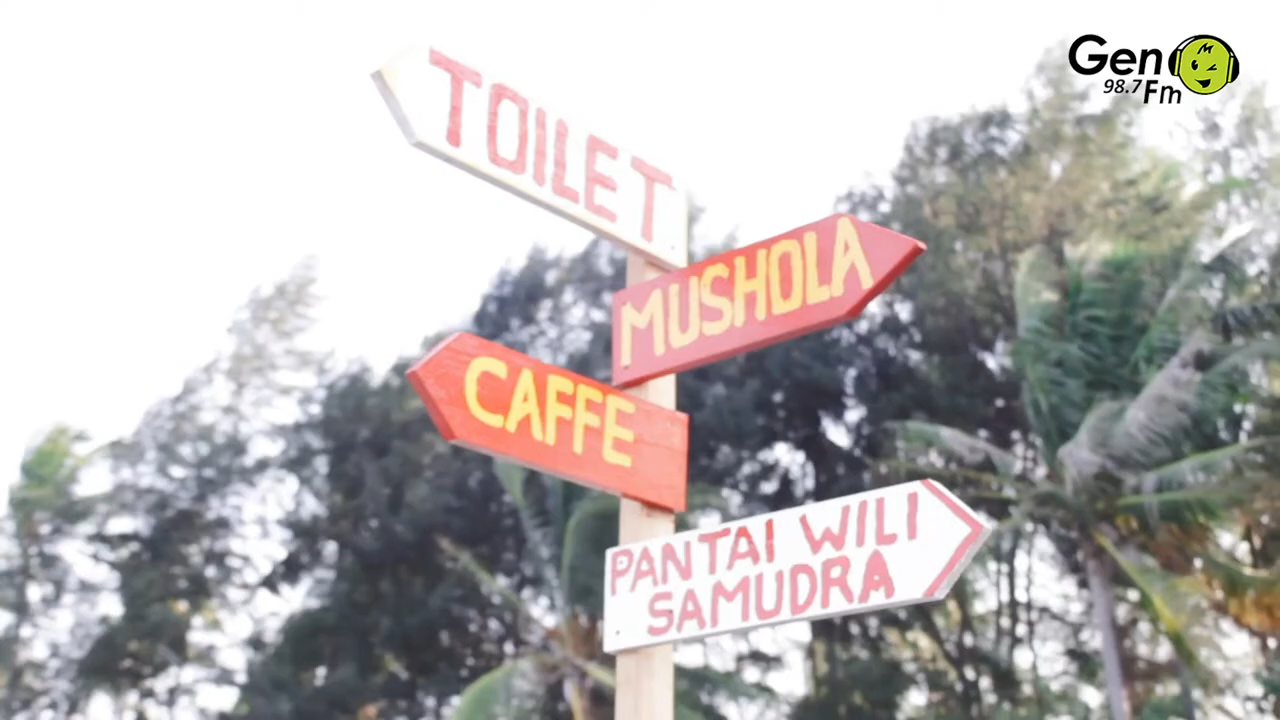 Gen
98.7 Fm
TOILET
MUSHOLA
CAFFE
PANTAI WILI
SAMUDRA